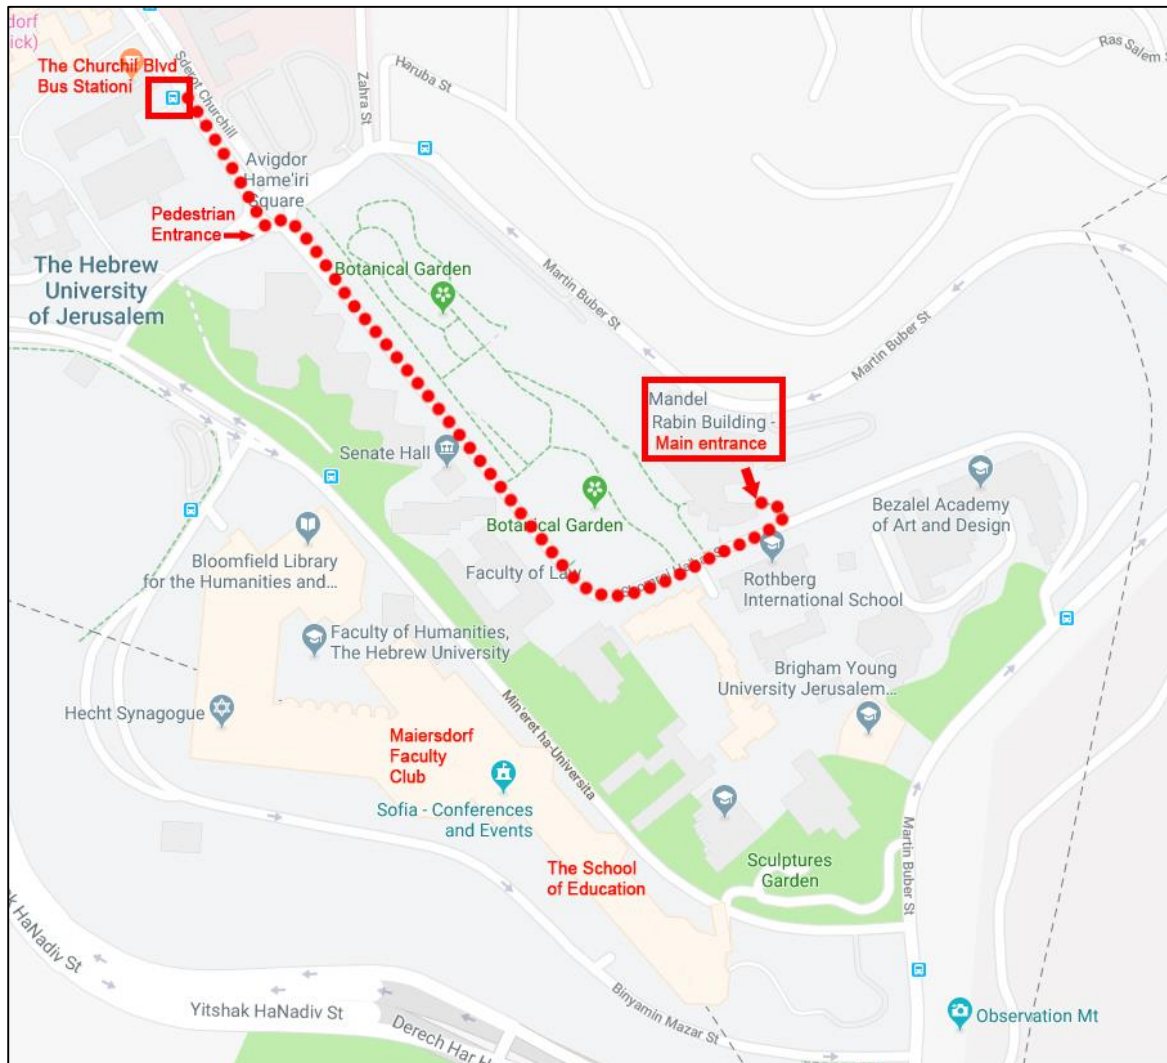 dorf
ick)
The Churchil Blvd
Bus Stationi
Sderot Churchill
Zahra St
Haruba St
Ras Salem S
Avigdor
Hame'iri
Square
Pedestrian
Entrance
The Hebrew
University
of Jerusalem
Botanical Garden
Martin Buber St
Martin Buber St
Mandel
Rabin Building -
Main entrance
Senate Hall
Botanical Garden
Bezalel Academy
of Art and Design
Bloomfield Library
for the Humanities and...
Faculty of Law
Rothberg
International School
Faculty of Humanities,
The Hebrew University
Brigham Young
University Jerusalem...
Hecht Synagogue
Min'eret ha-Universita
Maiersdorf
Faculty
Club
Sofia - Conferences
and Events
Martin Buber St
Sculptures
Garden
The School
of Education
k HaNadiv St
Yitshak HaNadiv St
Binyamin Mazar St
Derech Har H
Observation Mt